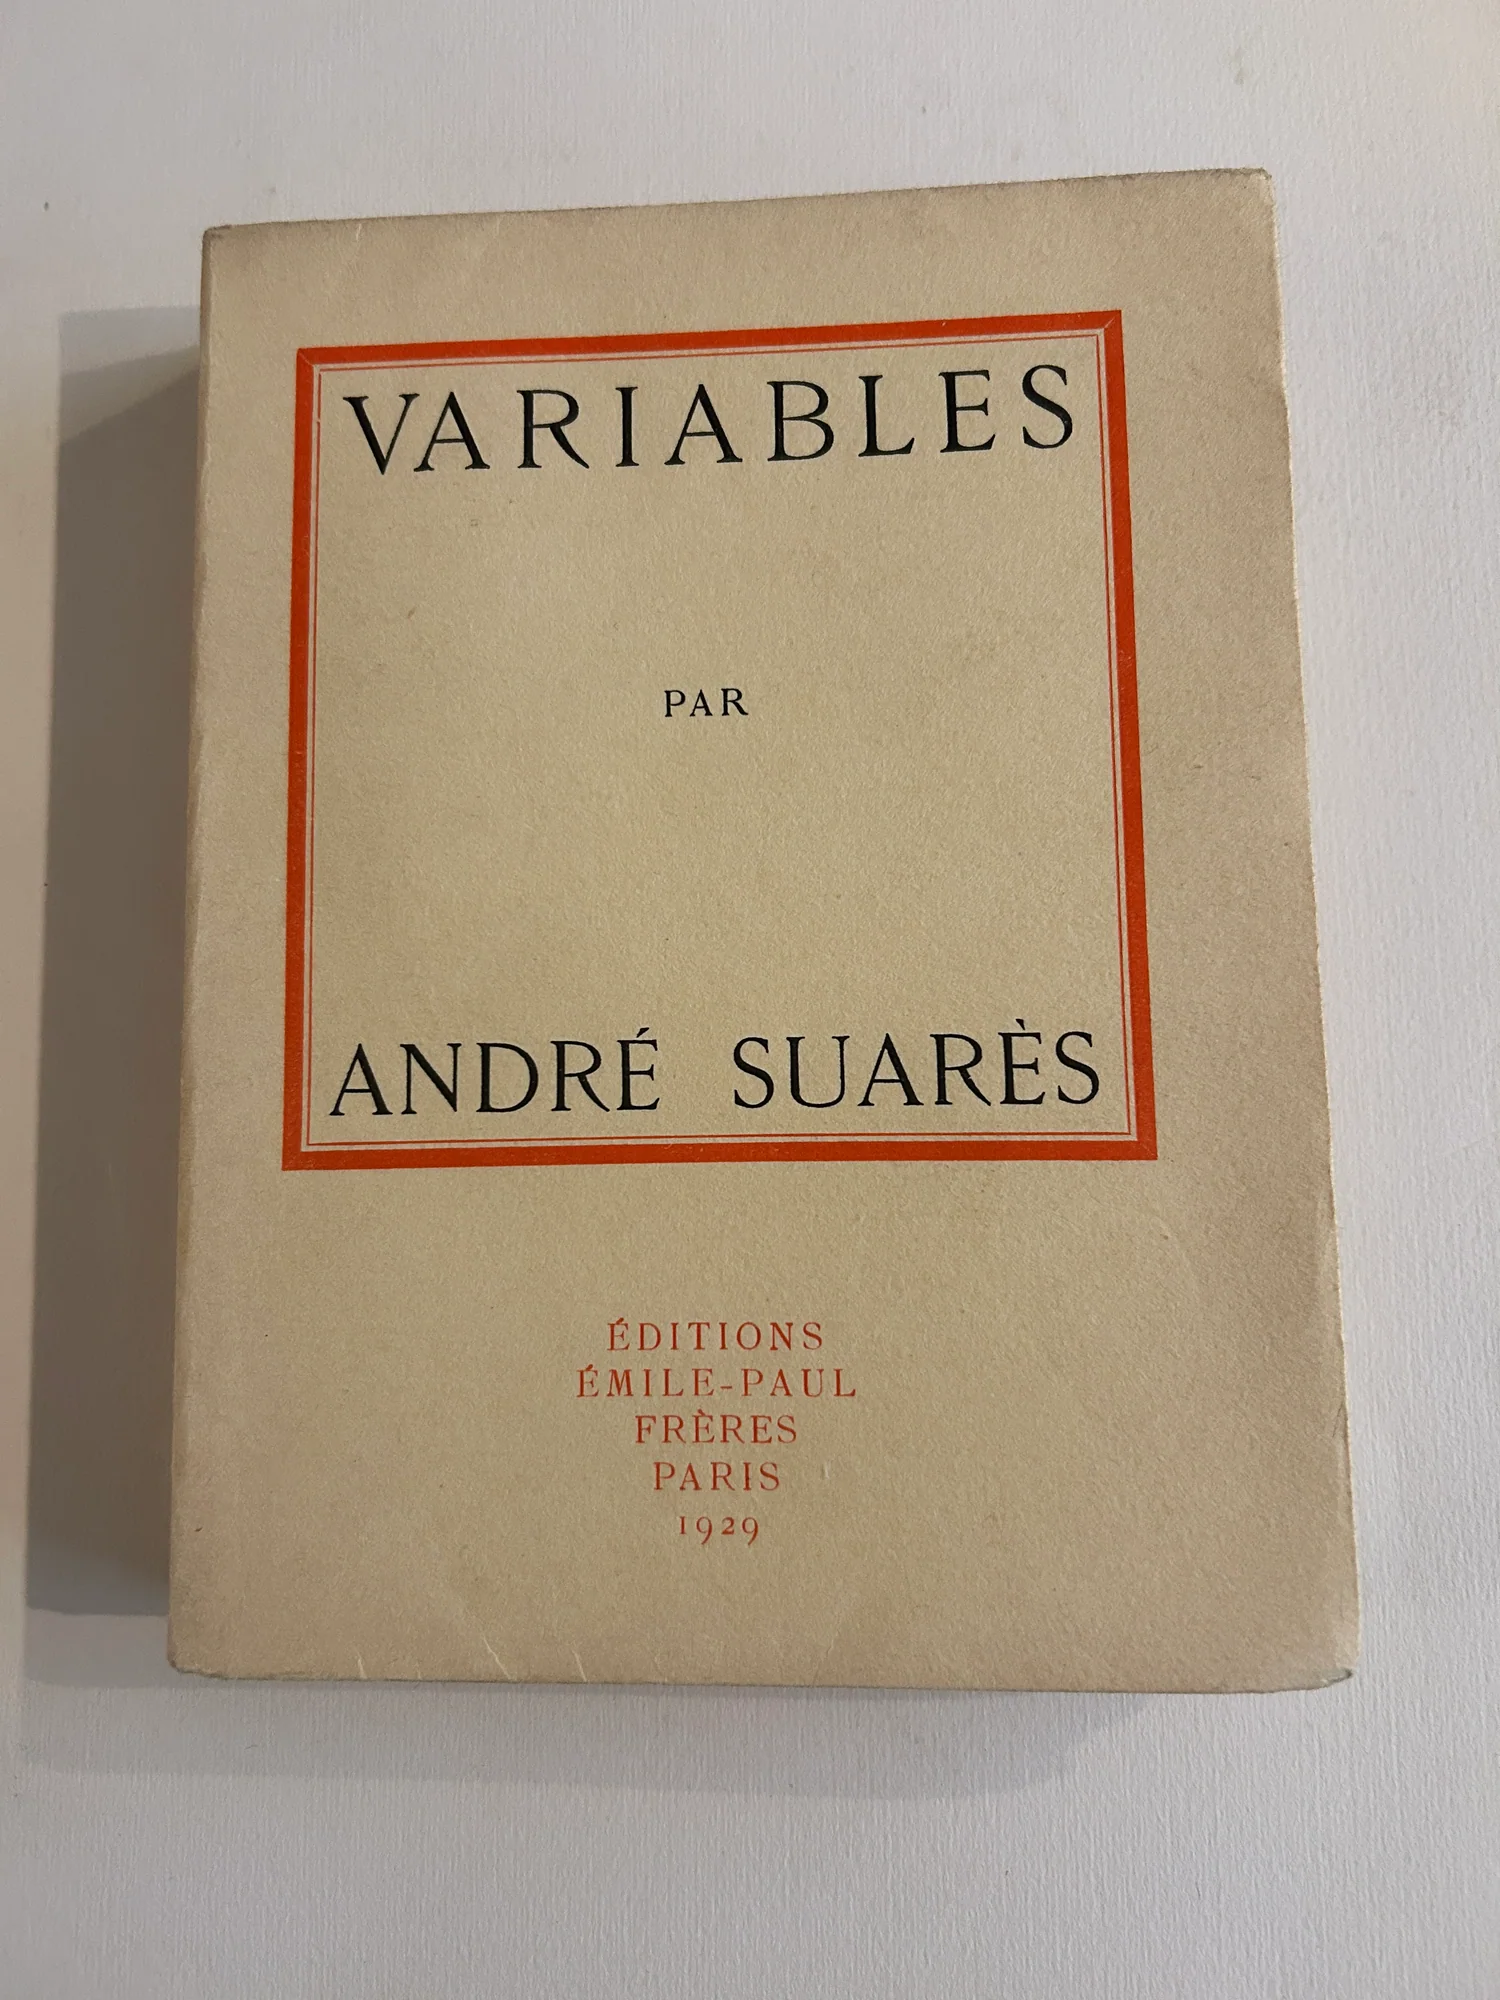 VARIABLES
PAR
ANDRÉ SUARÈS
ÉDITIONS
ÉMILE-PAUL
FRÈRES
PARIS
1929